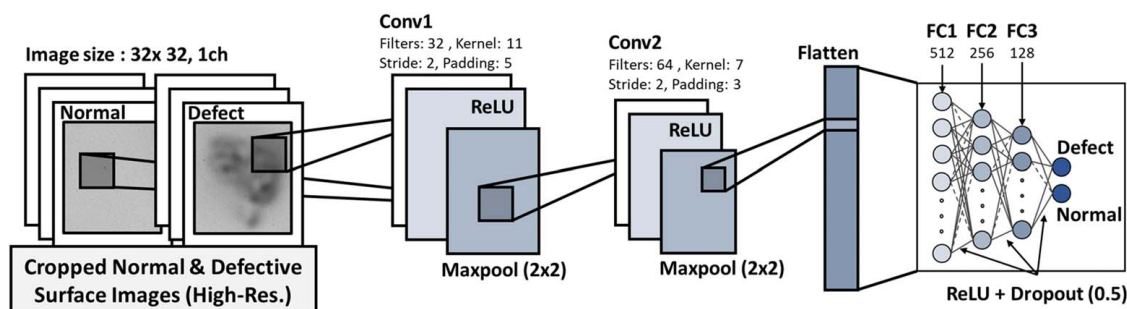 Image size : 32x 32, 1ch
Normal
Defect
Cropped Normal & Defective
Surface Images (High-Res.)
Conv1
Filters: 32 , Kernel: 11
Stride: 2, Padding: 5
ReLU
Maxpool (2x2)
Conv2
Filters: 64 , Kernel: 7
Stride: 2, Padding: 3
ReLU
Maxpool (2x2)
Flatten
FC1 FC2 FC3
512 256 128
Defect
Normal
ReLU + Dropout (0.5)